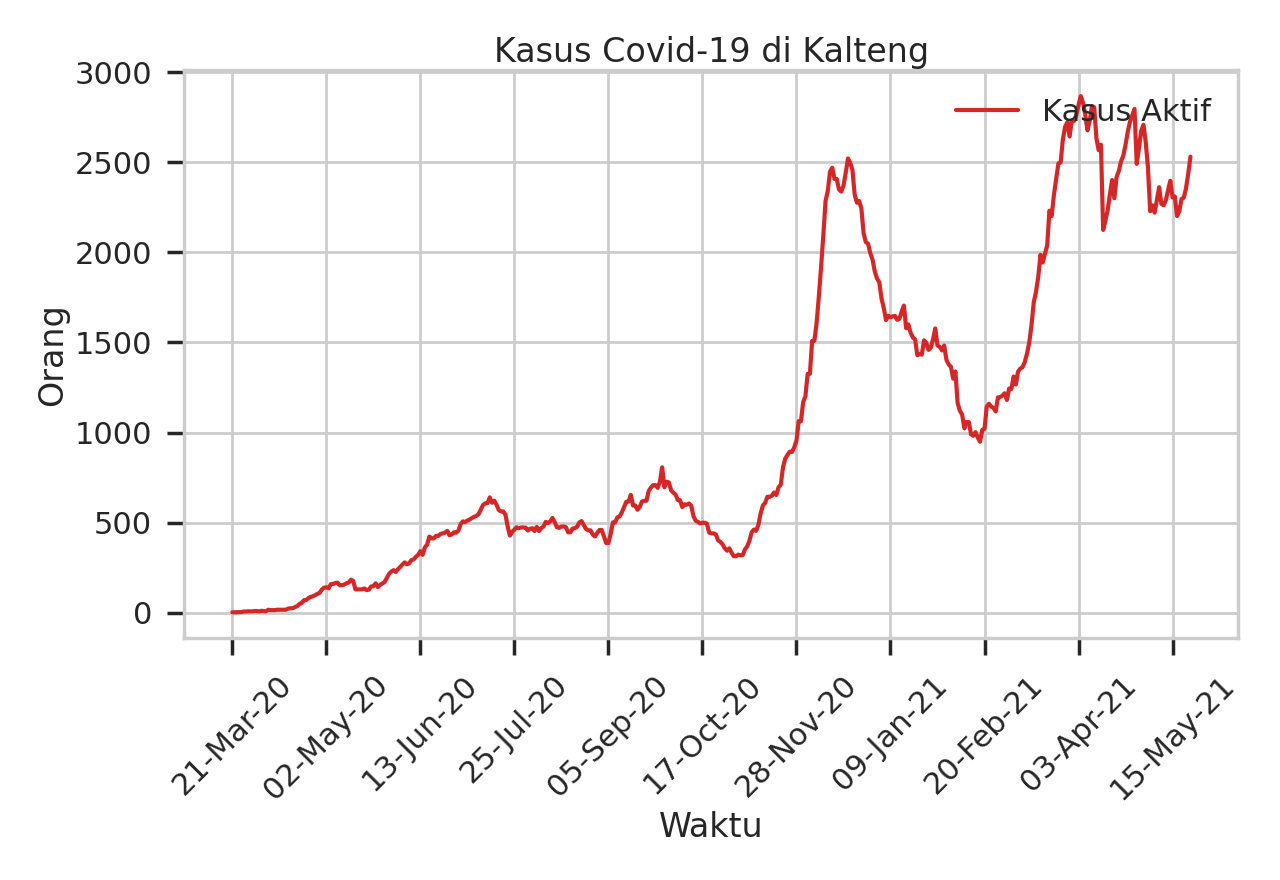 Kasus Covid-19 di Kalteng
Kasus Aktif
Orang
3000
2500
2000
1500
1000
500
0
21-Mar-20
02-May-20
13-Jun-20
25-Jul-20
05-Sep-20
17-Oct-20
28-Nov-20
09-Jan-21
20-Feb-21
03-Apr-21
15-May-21
Waktu